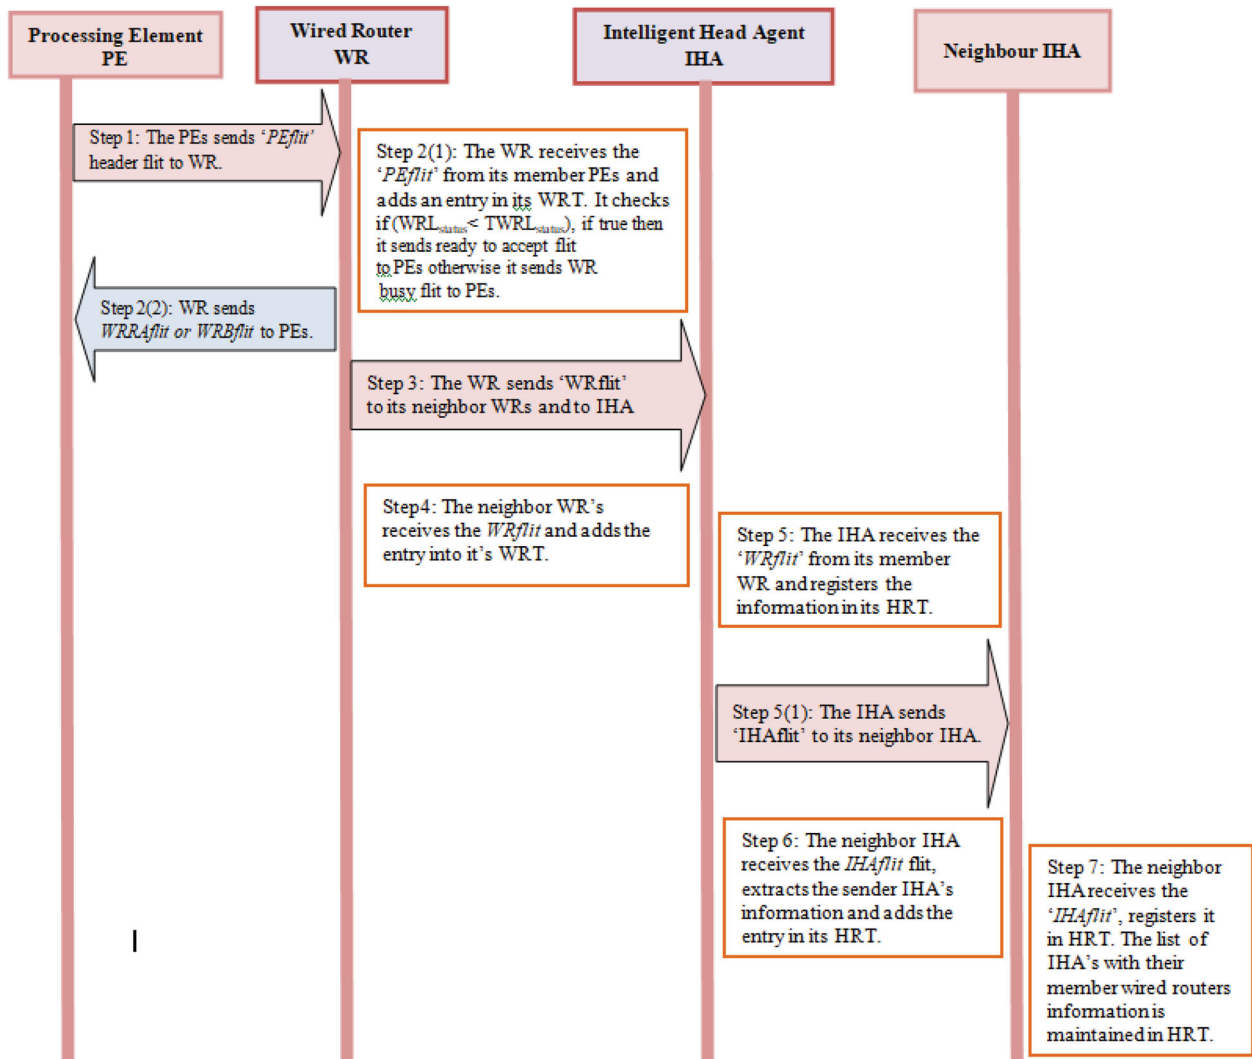 Processing Element
PE
Wired Router
WR
Intelligent Head Agent
IHA
Neighbour IHA
Step 1: The PEs sends ‘PEflit’
header flit to WR.
Step 2(1): The WR receives the
‘PEflit’ from its member PEs and
adds an entry in its WRT. It checks
if (WRLstatus< TWRLstatus), if true then
it sends ready to accept flit
to PEs otherwise it sends WR
busy flit to PEs.
Step 2(2): WR sends
WRRAflit or WRBflit to PEs.
Step 3: The WR sends ‘WRflit’
to its neighbor WRs and to IHA
Step4: The neighbor WR’s
receives the WRflit and adds the
entry into it’s WRT.
Step 5: The IHA receives the
‘WRflit’ from its member
WR and registers the
information in its HRT.
Step 5(1): The IHA sends
‘IHAflit’ to its neighbor IHA.
Step 6: The neighbor IHA
receives the IHAflit flit,
extracts the sender IHA’s
information and adds the
entry in its HRT.
Step 7: The neighbor
IHA receives the
‘IHAflit’, registers it
in HRT. The list of
IHA’s with their
member wired routers
information is
maintained in HRT.